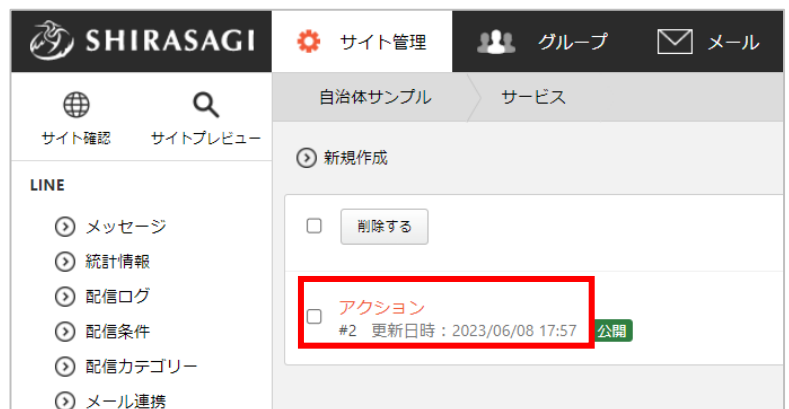 SHIRASAGI サイト管理 グループ メール
サイト確認 サイトプレビュー
自治体サンプル サービス
LINE
メッセージ
統計情報
配信ログ
配信条件
配信カテゴリー
メール連携
新規作成
削除する
アクション
#2 更新日時:2023/06/08 17:57 公開